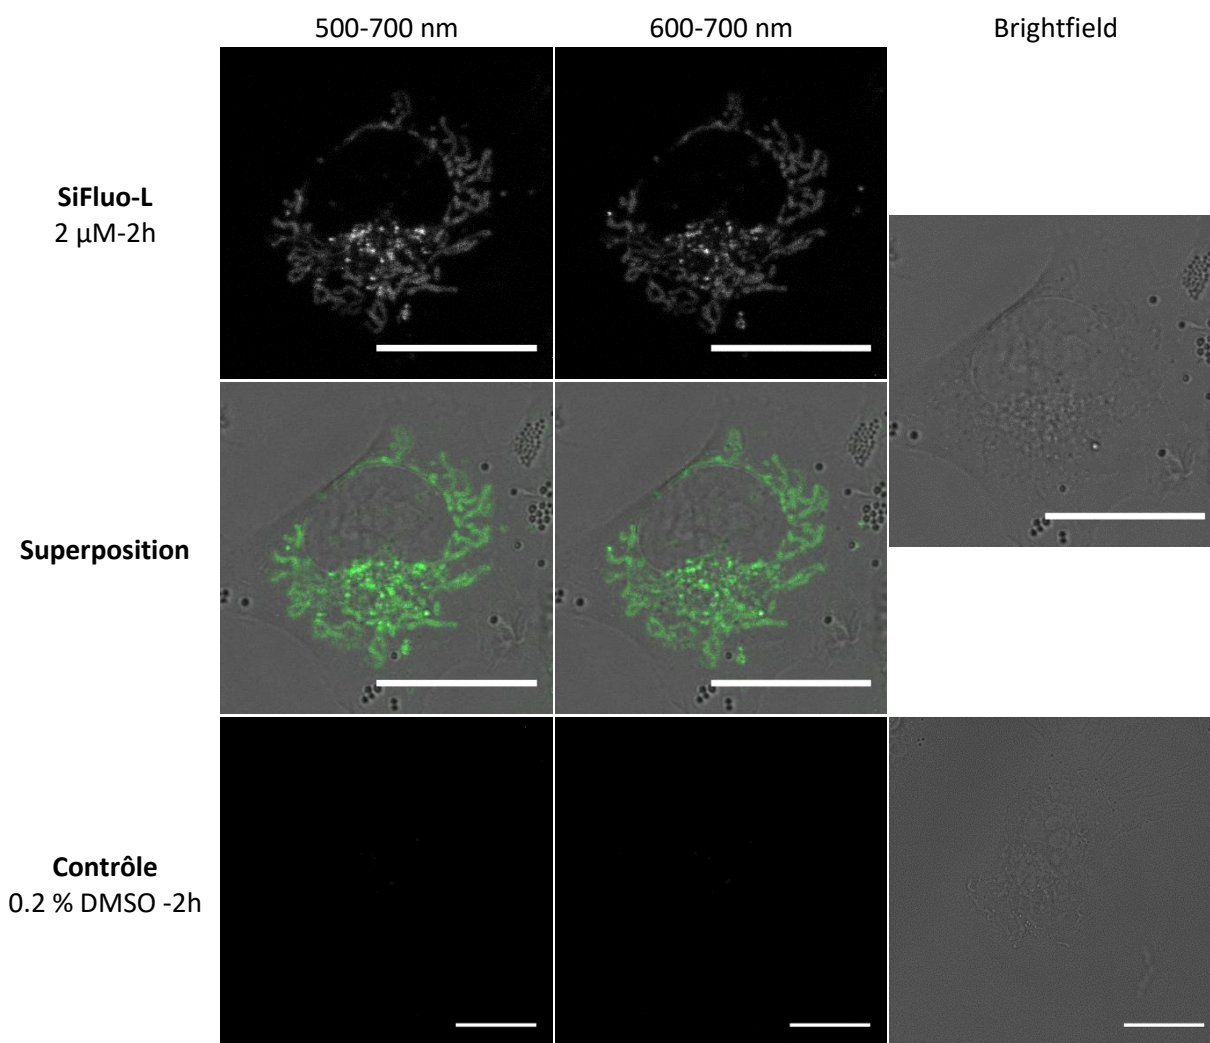 500-700 nm
600-700 nm
Brightfield
SiFluo-L
2 µM-2h
Superposition
Contrôle
0.2 % DMSO -2h